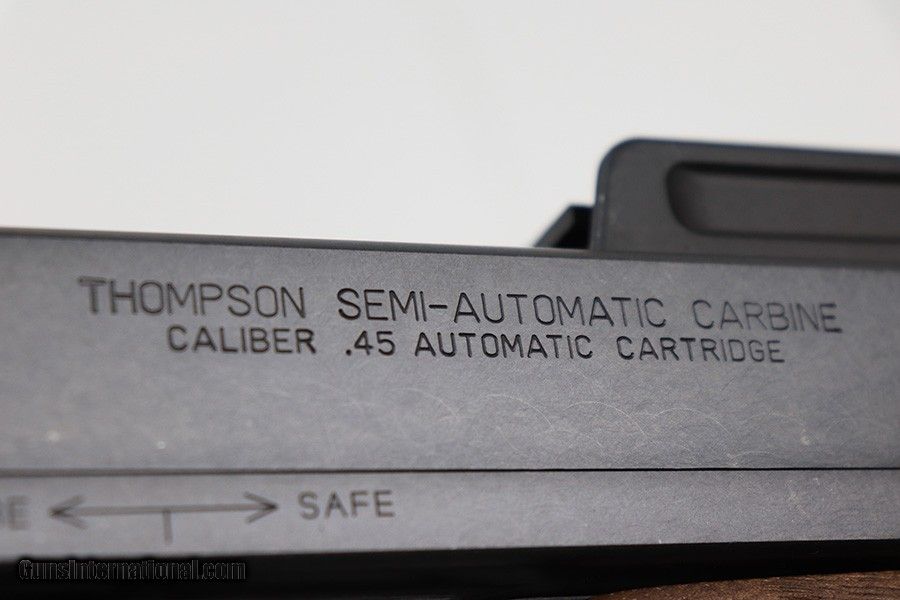 THOMPSON SEMI-AUTOMATIC CARBINE
CALIBER .45 AUTOMATIC CARTRIDGE
SAFE
GunsInternational.com